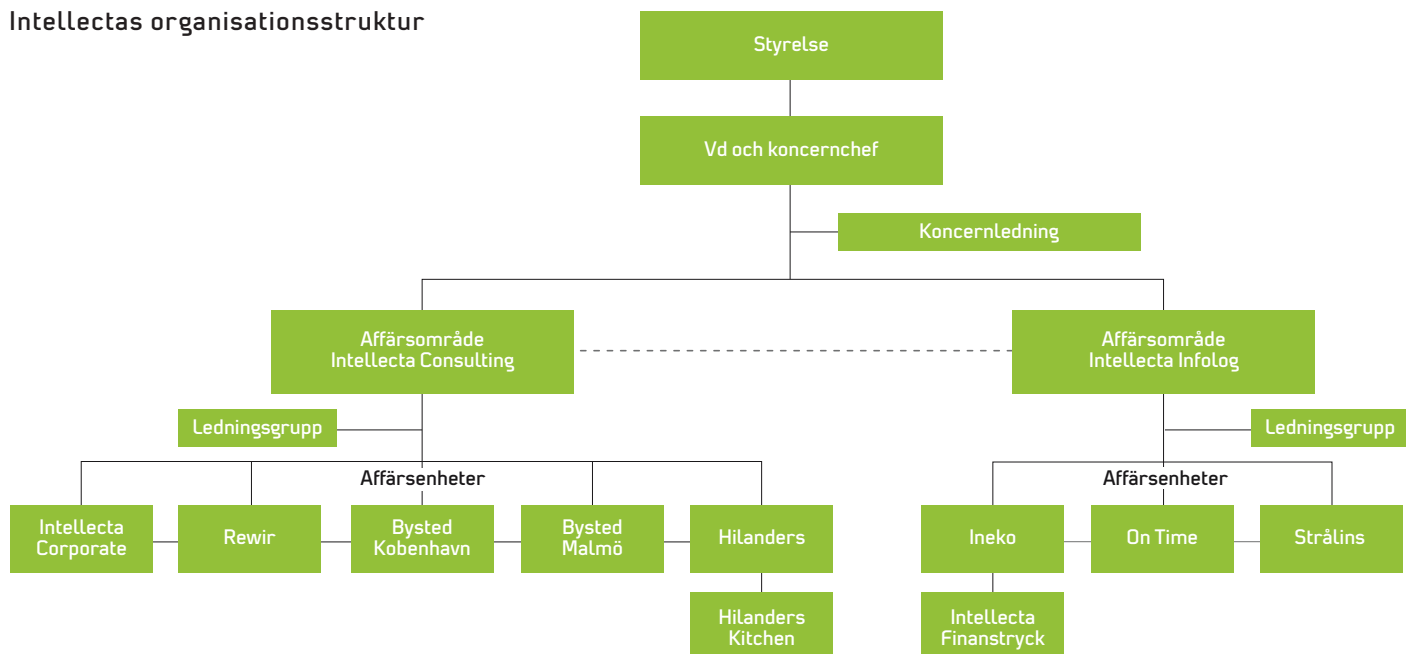 Intellectas organisationsstruktur
Styrelse
Vd och koncernchef
Koncernledning
Affärsområde
Intellecta Consulting
Affärsområde
Intellecta Infolog
Ledningsgrupp
Ledningsgrupp
Affärsenheter
Affärsenheter
Intellecta
Corporate
Rewir
Bysted
Kobenhavn
Bysted
Malmö
Hilanders
Ineko
On Time
Strålins
Hilanders
Kitchen
Intellecta
Finanstryck